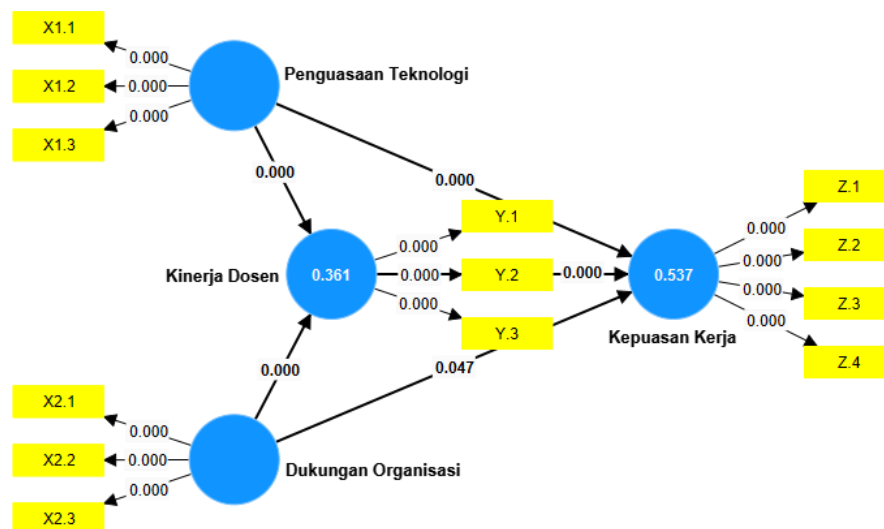 X1.1
0.000
X1.2
0.000
0.000
X1.3
Penguasaan Teknologi
0.000
0.000
Kinerja Dosen
0.361
0.000
0.000
0.000
Y.1
Y.2
Y.3
0.000
0.537
Kepuasan Kerja
0.000
0.000
0.000
0.000
Z.1
Z.2
Z.3
Z.4
0.000
0.047
X2.1
0.000
X2.2
0.000
0.000
X2.3
Dukungan Organisasi